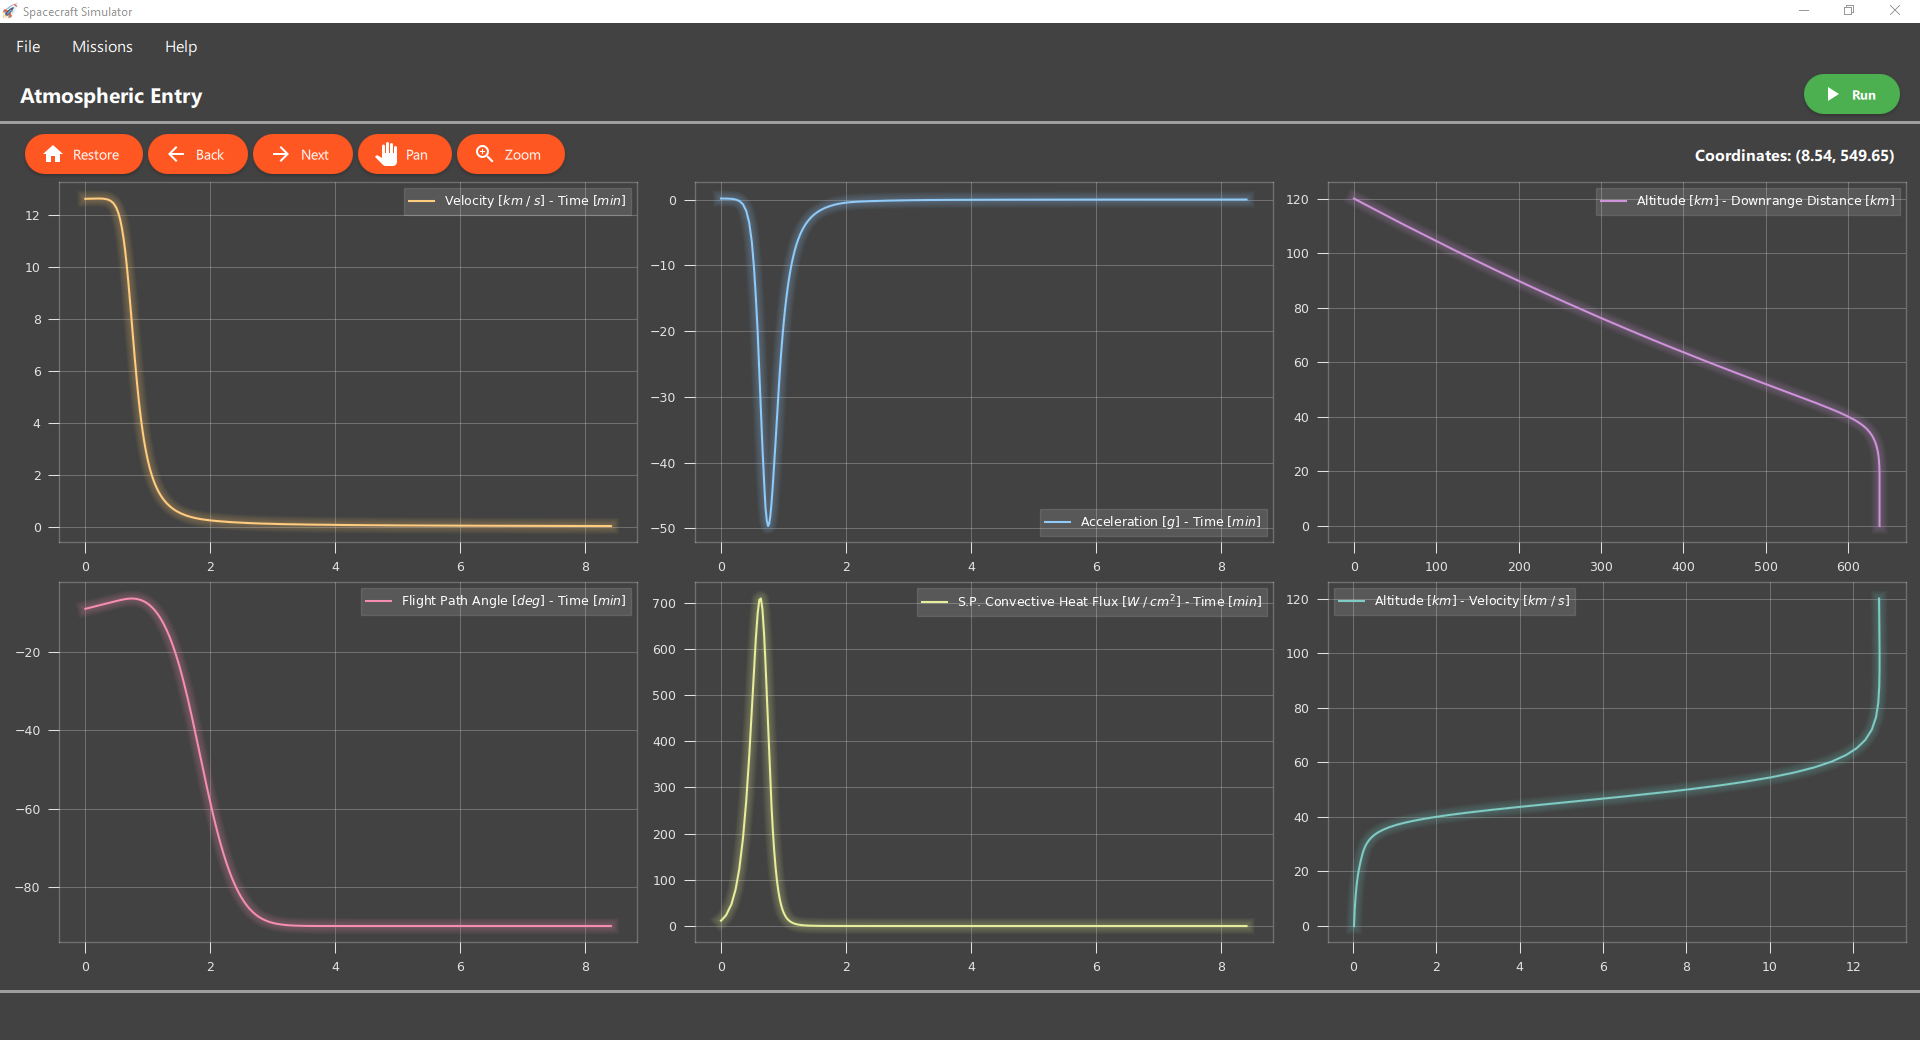 Spacecraft Simulator
File Missions Help
Atmospheric Entry
Run
Restore Back Next Pan Zoom
Coordinates: (8.54, 549.65)
Velocity [km / s] - Time [min]
12
10
8
6
4
2
0
0 2 4 6 8
Acceleration [g] - Time [min]
0
−10
−20
−30
−40
−50
0 2 4 6 8
Altitude [km] - Downrange Distance [km]
120
100
80
60
40
20
0
0 100 200 300 400 500 600
Flight Path Angle [deg] - Time [min]
−20
−40
−60
−80
0 2 4 6 8
S.P. Convective Heat Flux [W / cm²] - Time [min]
700
600
500
400
300
200
100
0
0 2 4 6 8
Altitude [km] - Velocity [km / s]
120
100
80
60
40
20
0
0 2 4 6 8 10 12